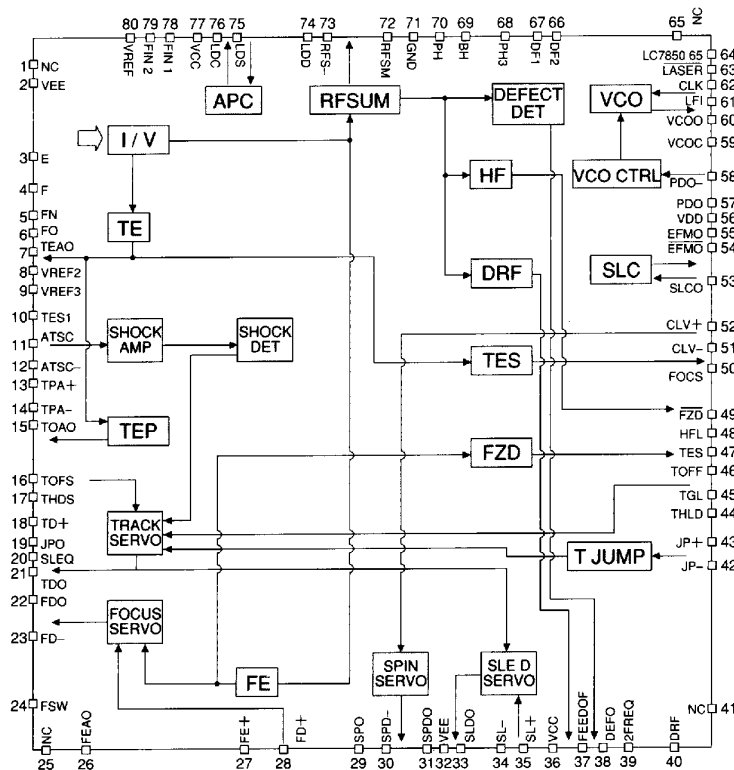 80 79 78 77 76 75 74 73 72 71 70 69 68 67 66 65
VREF FIN 2 FIN 1 VCC LDC LDS LDD RFS- RFSM GND PH BH PH3 DF1 DF2 NC
1 NC
2 VEE
3 E
4 F
5 FN
6 FO
7 TEAO
8 VREF2
9 VREF3
10 TES1
11 ATSC
12 ATSC-
13 TPA+
14 TPA-
15 TOAO
16 TOFS
17 THDS
18 TD+
19 JPO
20 SLEQ
21 TDO
22 FDO
23 FD-
24 FSW
APC
RFSUM
DEFECT DET
VCO
I / V
HF
VCO CTRL
TE
DRF
SLC
SHOCK AMP
SHOCK DET
TES
TEP
FZD
TRACK SERVO
T JUMP
FOCUS SERVO
FE
SPIN SERVO
SLE D SERVO
LC7850 65 64
LASER 63
CLK 62
LFI 61
VCOO 60
VCOC 59
PDO- 58
PDO 57
VDD 56
EFMO 55
EFMO 54
SLCO 53
CLV+ 52
CLV- 51
FOCS 50
FZD 49
HFL 48
TES 47
TOFF 46
TGL 45
THLD 44
JP+ 43
JP- 42
NC 41
NC FEAO FE+ FD+ SPO SPD- SPDO VEE SLDO SL- SL+ VCC FEEDOF DEFO 2FREQ DRF
25 26 27 28 29 30 31 32 33 34 35 36 37 38 39 40